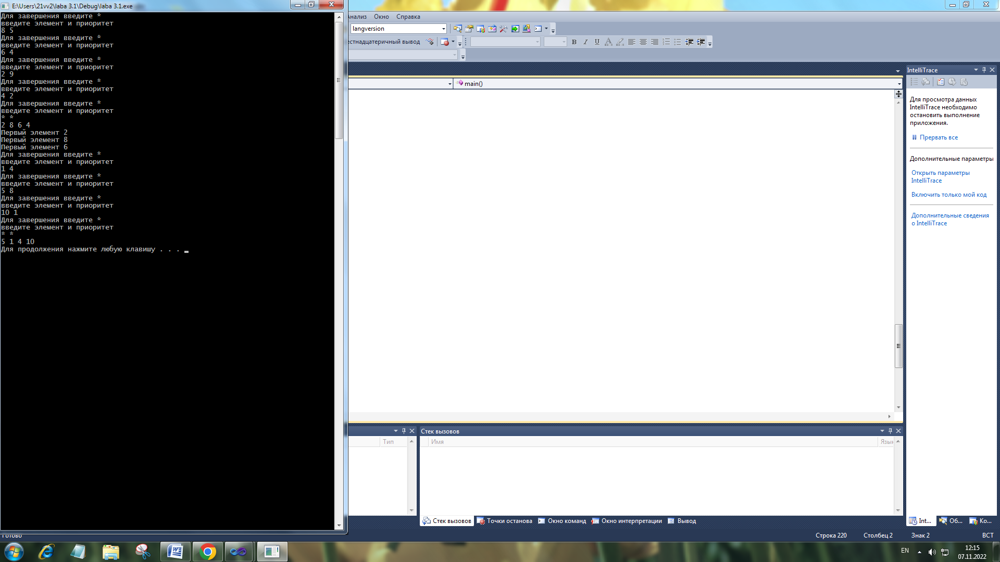 E:\Users\21vv2\laba 3.1\Debug\laba 3.1.exe
Для завершения введите *
введите элемент и приоритет
8 5
Для завершения введите *
введите элемент и приоритет
6 4
Для завершения введите *
введите элемент и приоритет
2 9
Для завершения введите *
введите элемент и приоритет
4 2
Для завершения введите *
введите элемент и приоритет
* *
2 8 6 4
Первый элемент 2
Первый элемент 8
Первый элемент 6
Для завершения введите *
введите элемент и приоритет
1 4
Для завершения введите *
введите элемент и приоритет
5 8
Для завершения введите *
введите элемент и приоритет
10 1
Для завершения введите *
введите элемент и приоритет
* *
5 1 4 10
Для продолжения нажмите любую клавишу . . .
Анализ Окно Справка
langversion
естнадцатеричный вывод
main()
IntelliTrace
Для просмотра данных
IntelliTrace необходимо
остановить выполнение
приложения.
Прервать все
Дополнительные параметры
Открыть параметры
IntelliTrace
Включить только мой код
Дополнительные сведения
о IntelliTrace
Тип
Стек вызовов
Имя
Язык
Стек вызовов Точки останова Окно команд Окно интерпретации Вывод
Int... Об... Ко...
Готово
Строка 220 Столбец 2 Знак 2 ВСТ
EN
12:15
07.11.2022